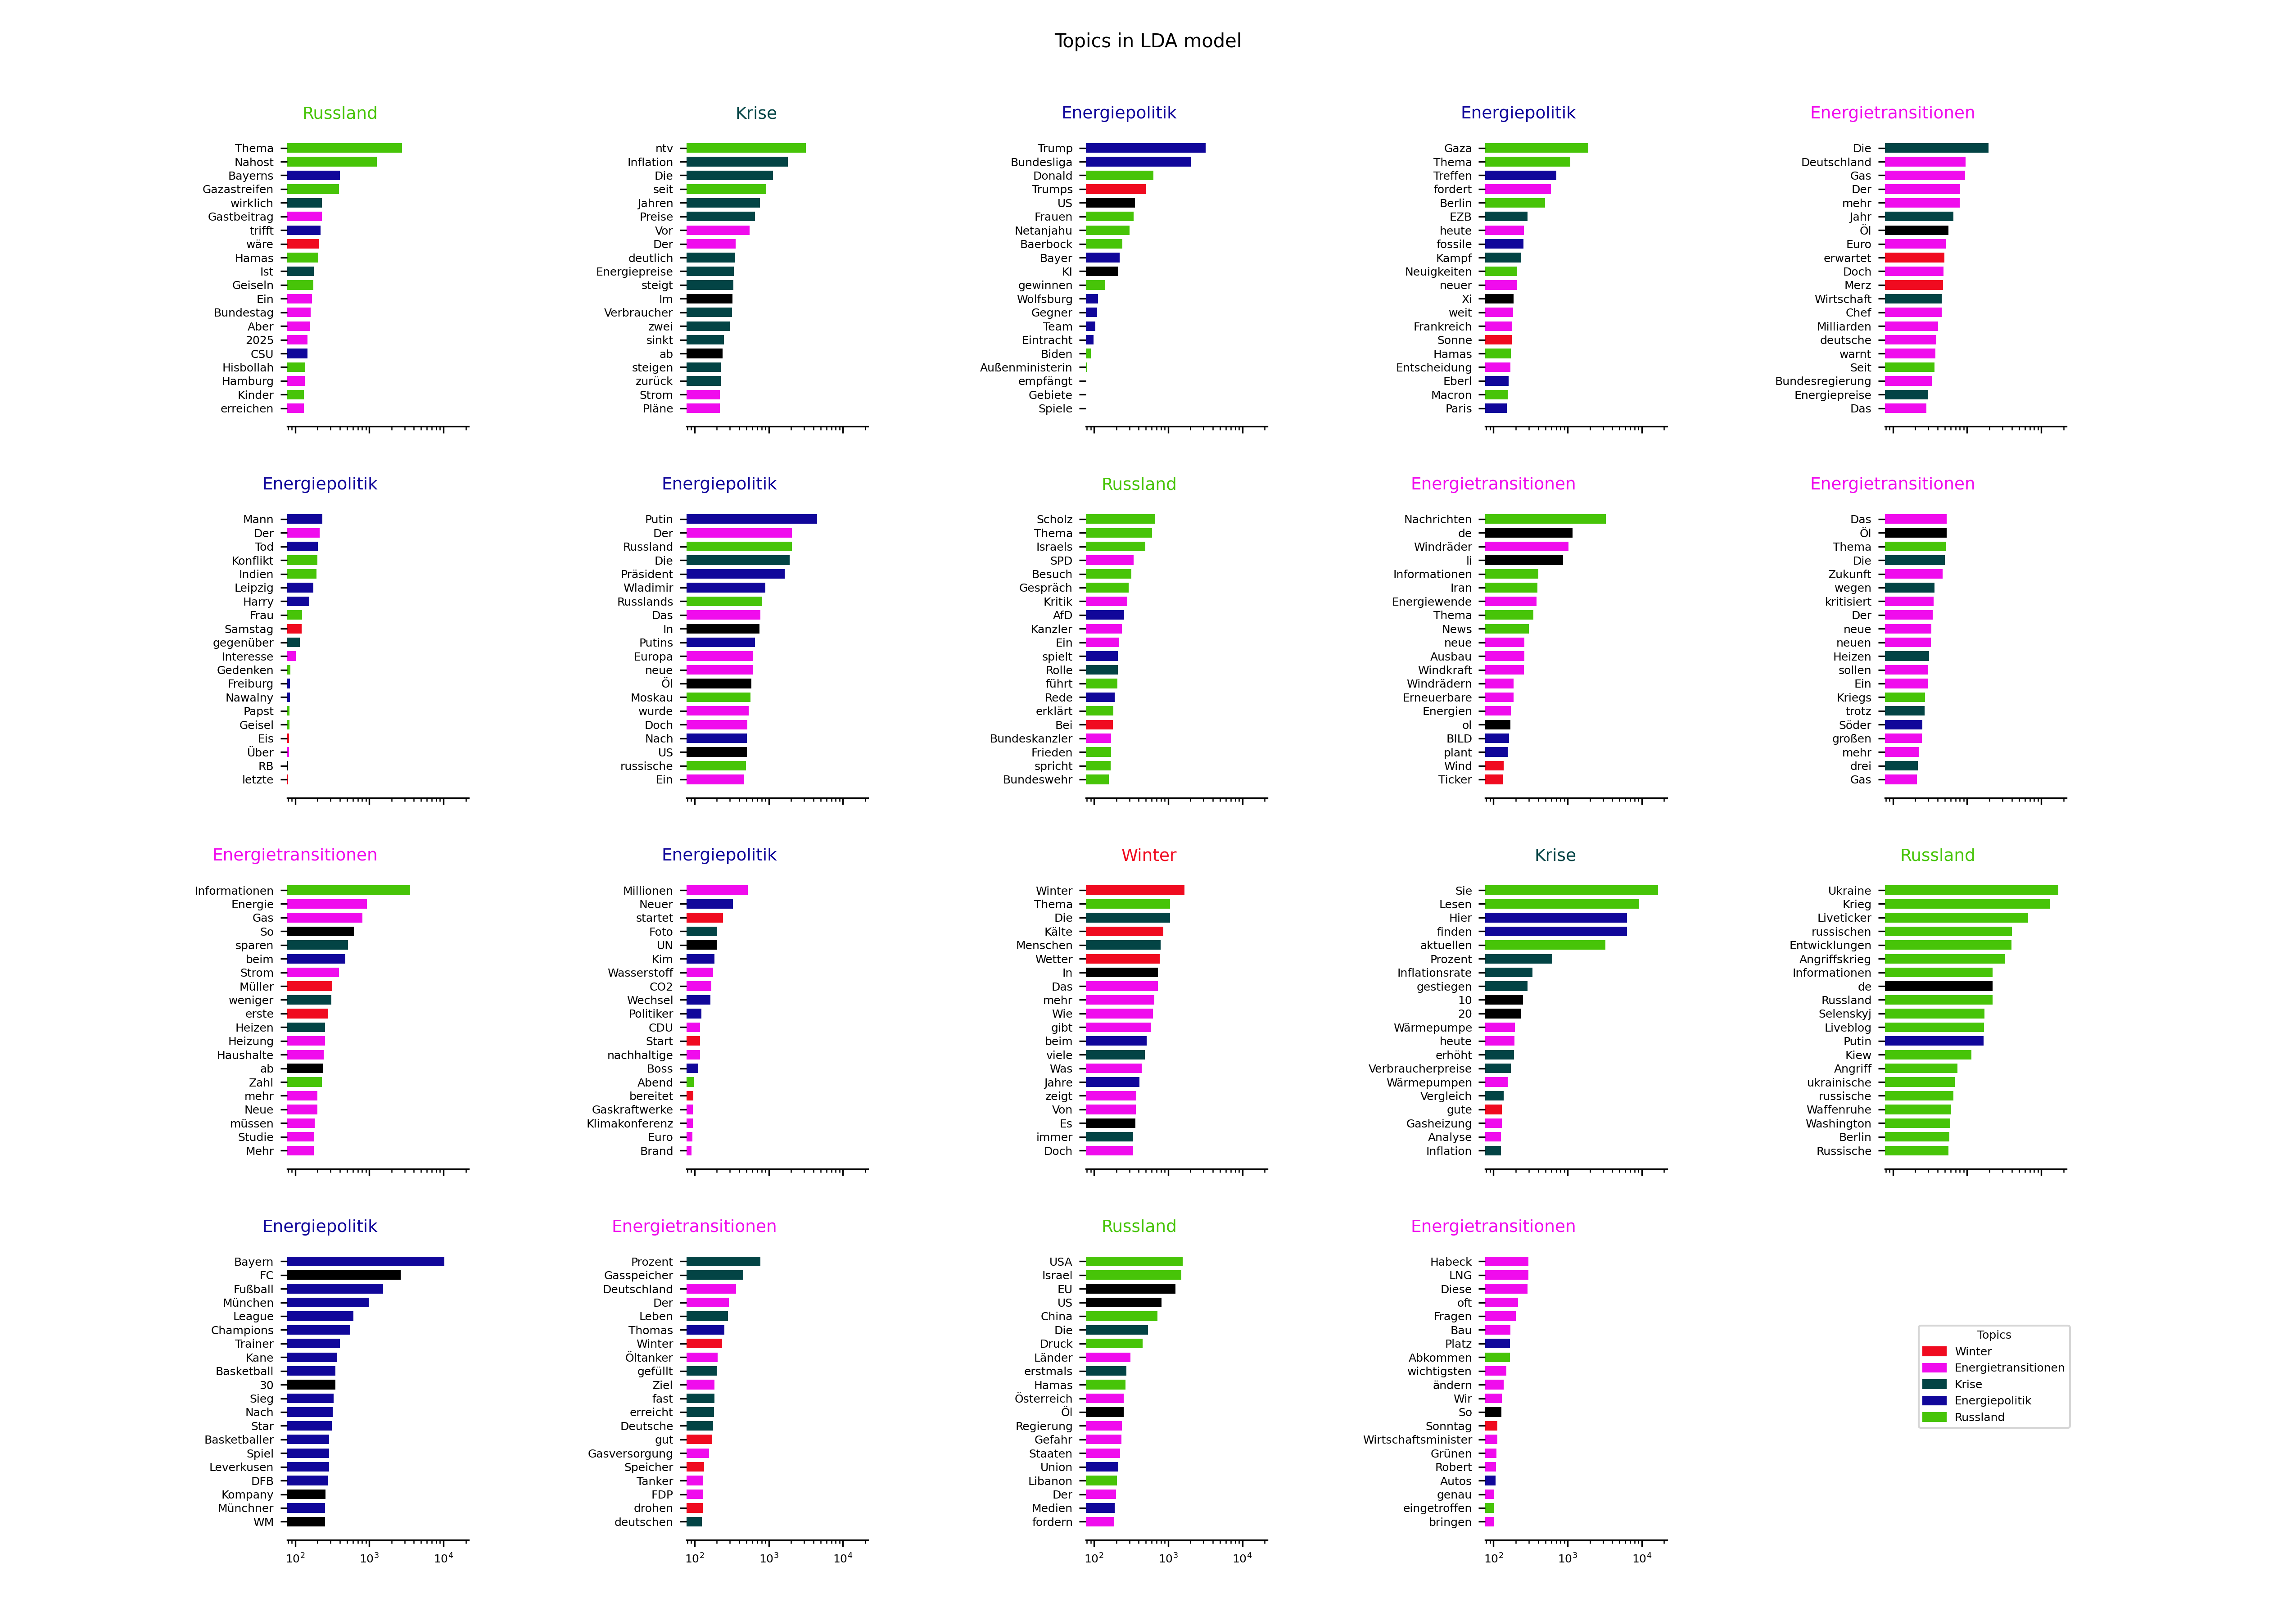 Topics in LDA model
Russland
Thema
Nahost
Bayerns
Gazastreifen
wirklich
Gastbeitrag
trifft
wäre
Hamas
Ist
Geiseln
Ein
Bundestag
Aber
2025
CSU
Hisbollah
Hamburg
Kinder
erreichen
Krise
ntv
Inflation
Die
seit
Jahren
Preise
Vor
Der
deutlich
Energiepreise
steigt
Im
Verbraucher
zwei
sinkt
ab
steigen
zurück
Strom
Pläne
Energiepolitik
Trump
Bundesliga
Donald
Trumps
US
Frauen
Netanjahu
Baerbock
Bayer
KI
gewinnen
Wolfsburg
Gegner
Team
Eintracht
Biden
Außenministerin
empfängt
Gebiete
Spiele
Energiepolitik
Gaza
Thema
Treffen
fordert
Berlin
EZB
heute
fossile
Kampf
Neuigkeiten
neuer
Xi
weit
Frankreich
Sonne
Hamas
Entscheidung
Eberl
Macron
Paris
Energietransitionen
Die
Deutschland
Gas
Der
mehr
Jahr
Öl
Euro
erwartet
Doch
Merz
Wirtschaft
Chef
Milliarden
deutsche
warnt
Seit
Bundesregierung
Energiepreise
Das
Energiepolitik
Mann
Der
Tod
Konflikt
Indien
Leipzig
Harry
Frau
Samstag
gegenüber
Interesse
Gedenken
Freiburg
Nawalny
Papst
Geisel
Eis
Über
RB
letzte
Energiepolitik
Putin
Der
Russland
Die
Präsident
Wladimir
Russlands
Das
In
Putins
Europa
neue
Öl
Moskau
wurde
Doch
Nach
US
russische
Ein
Russland
Scholz
Thema
Israels
SPD
Besuch
Gespräch
Kritik
AfD
Kanzler
Ein
spielt
Rolle
führt
Rede
erklärt
Bei
Bundeskanzler
Frieden
spricht
Bundeswehr
Energietransitionen
Nachrichten
de
Windräder
li
Informationen
Iran
Energiewende
Thema
News
neue
Ausbau
Windkraft
Windrädern
Erneuerbare
Energien
ol
BILD
plant
Wind
Ticker
Energietransitionen
Das
Öl
Thema
Die
Zukunft
wegen
kritisiert
Der
neue
neuen
Heizen
sollen
Ein
Kriegs
trotz
Söder
großen
mehr
drei
Gas
Energietransitionen
Informationen
Energie
Gas
So
sparen
beim
Strom
Müller
weniger
erste
Heizen
Heizung
Haushalte
ab
Zahl
mehr
Neue
müssen
Studie
Mehr
Energiepolitik
Millionen
Neuer
startet
Foto
UN
Kim
Wasserstoff
CO2
Wechsel
Politiker
CDU
Start
nachhaltige
Boss
Abend
bereitet
Gaskraftwerke
Klimakonferenz
Euro
Brand
Winter
Winter
Thema
Die
Kälte
Menschen
Wetter
In
Das
mehr
Wie
gibt
beim
viele
Was
Jahre
zeigt
Von
Es
immer
Doch
Krise
Sie
Lesen
Hier
finden
aktuellen
Prozent
Inflationsrate
gestiegen
10
20
Wärmepumpe
heute
erhöht
Verbraucherpreise
Wärmepumpen
Vergleich
gute
Gasheizung
Analyse
Inflation
Russland
Ukraine
Krieg
Liveticker
russischen
Entwicklungen
Angriffskrieg
Informationen
de
Russland
Selenskyj
Liveblog
Putin
Kiew
Angriff
ukrainische
russische
Waffenruhe
Washington
Berlin
Russische
Energiepolitik
Bayern
FC
Fußball
München
League
Champions
Trainer
Kane
Basketball
30
Sieg
Nach
Star
Basketballer
Spiel
Leverkusen
DFB
Kompany
Münchner
WM
10² 10³ 10⁴
Energietransitionen
Prozent
Gasspeicher
Deutschland
Der
Leben
Thomas
Winter
Öltanker
gefüllt
Ziel
fast
erreicht
Deutsche
gut
Gasversorgung
Speicher
Tanker
FDP
drohen
deutschen
10² 10³ 10⁴
Russland
USA
Israel
EU
US
China
Die
Druck
Länder
erstmals
Hamas
Österreich
Öl
Regierung
Gefahr
Staaten
Union
Libanon
Der
Medien
fordern
10² 10³ 10⁴
Energietransitionen
Habeck
LNG
Diese
oft
Fragen
Bau
Platz
Abkommen
wichtigsten
ändern
Wir
So
Sonntag
Wirtschaftsminister
Grünen
Robert
Autos
genau
eingetroffen
bringen
10² 10³ 10⁴
Topics
Winter
Energietransitionen
Krise
Energiepolitik
Russland